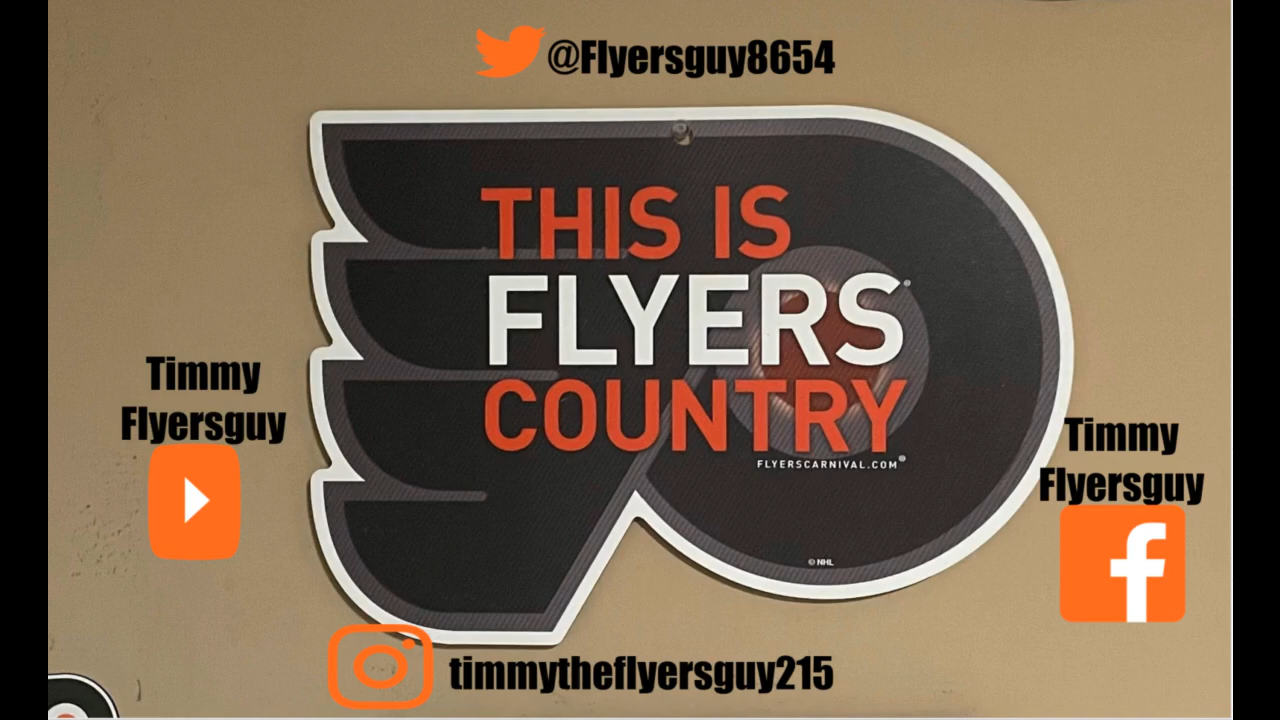 @Flyersguy8654
THIS IS
FLYERS®
COUNTRY
FLYERSCARNIVAL.COM®
© NHL
Timmy
Flyersguy
Timmy
Flyersguy
f
timmytheflyersguy215